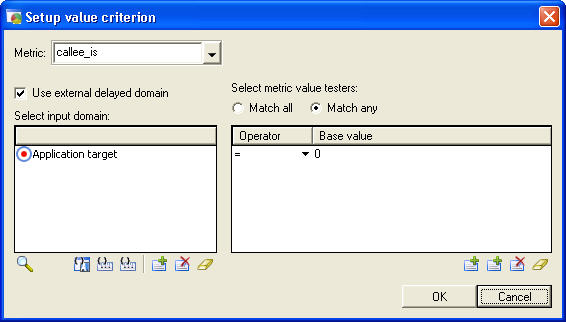 Setup value criterion
Metric: callee_is
Use external delayed domain
Select input domain:
Application target
Select metric value testers:
Match all Match any
Operator Base value
= 0
OK Cancel